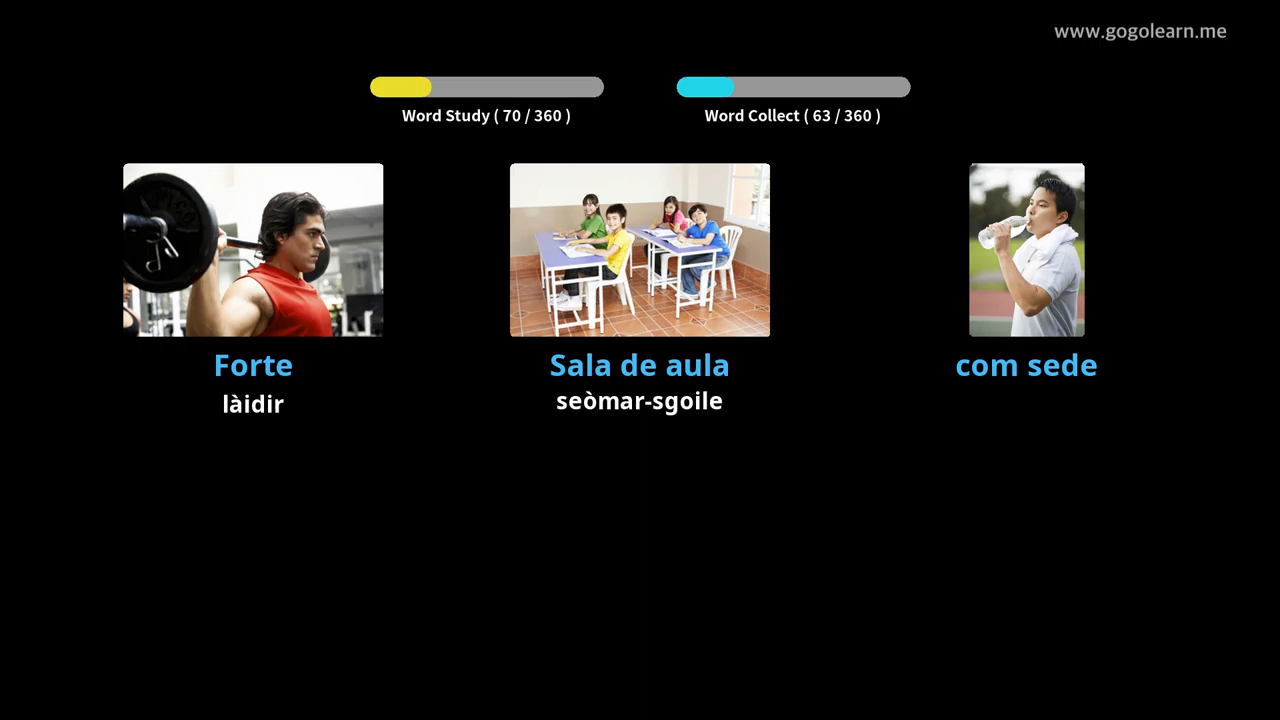 www.gogolearn.me
Word Study ( 70 / 360 )
Word Collect ( 63 / 360 )
Forte
Sala de aula
com sede
làidir
seòmar-sgoile